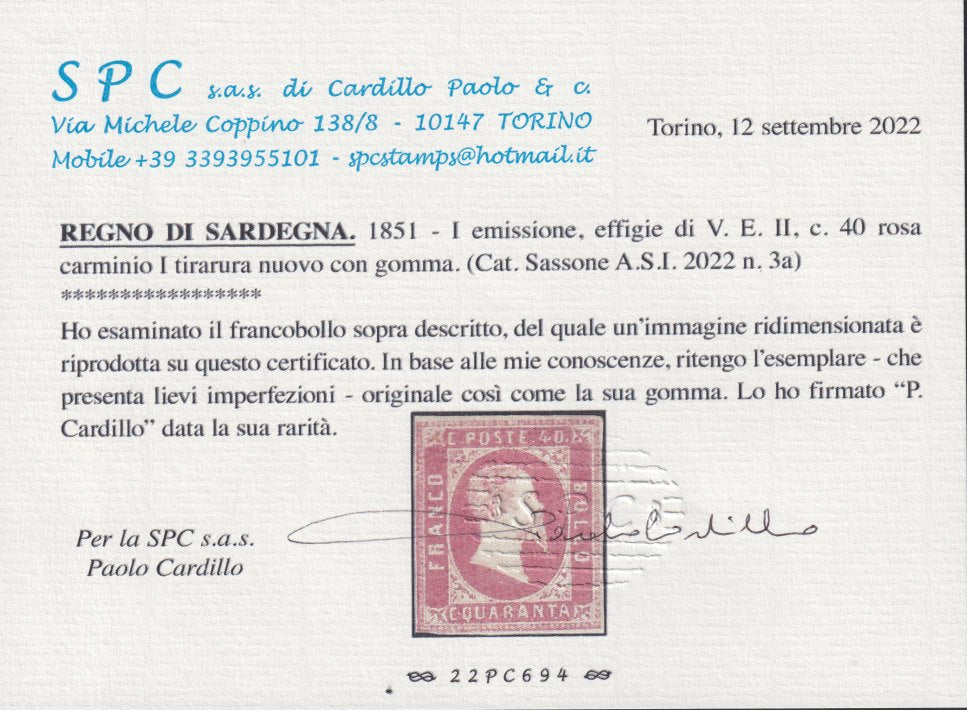 SPC s.a.s. di Cardillo Paolo & c.
Via Michele Coppino 138/8 - 10147 TORINO
Mobile +39 3393955101 - spcstamps@hotmail.it
Torino, 12 settembre 2022
REGNO DI SARDEGNA. 1851 - I emissione, effigie di V. E. II, c. 40 rosa
carminio I tirarura nuovo con gomma. (Cat. Sassone A.S.I. 2022 n. 3a)
*****************
Ho esaminato il francobollo sopra descritto, del quale un'immagine ridimensionata è
riprodotta su questo certificato. In base alle mie conoscenze, ritengo l'esemplare - che
presenta lievi imperfezioni - originale così come la sua gomma. Lo ho firmato “P.
Cardillo” data la sua rarità.
C. POSTE. 40.
FRANCO
BOLLO
C. QUARANTA
SPC
Paolo Cardillo
Per la SPC s.a.s.
Paolo Cardillo
22PC694